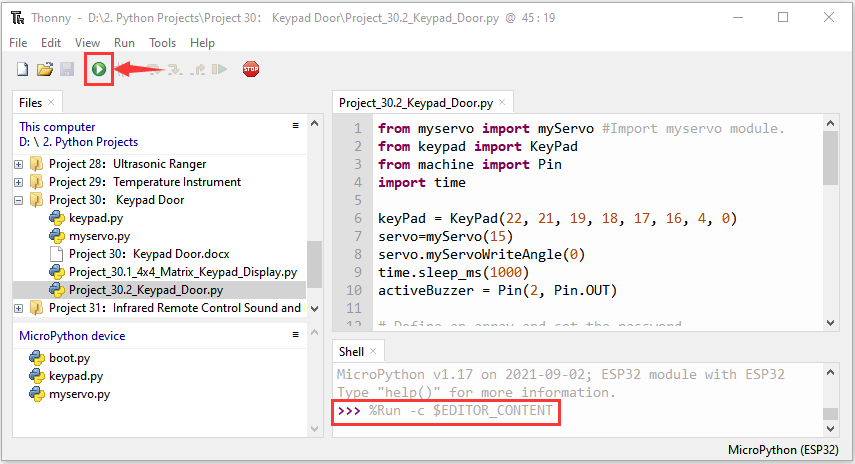 Thonny - D:\2. Python Projects\Project 30： Keypad Door\Project_30.2_Keypad_Door.py @ 45 : 19
File Edit View Run Tools Help
STOP
Files
This computer
D: \ 2. Python Projects
Project 28：Ultrasonic Ranger
Project 29：Temperature Instrument
Project 30： Keypad Door
keypad.py
myservo.py
Project 30：Keypad Door.docx
Project_30.1_4x4_Matrix_Keypad_Display.py
Project_30.2_Keypad_Door.py
Project 31：Infrared Remote Control Sound and
MicroPython device
boot.py
keypad.py
myservo.py
Project_30.2_Keypad_Door.py
1 from myservo import myServo #Import myservo module.
2 from keypad import KeyPad
3 from machine import Pin
4 import time
5
6 keyPad = KeyPad(22, 21, 19, 18, 17, 16, 4, 0)
7 servo=myServo(15)
8 servo.myServoWriteAngle(0)
9 time.sleep_ms(1000)
10 activeBuzzer = Pin(2, Pin.OUT)
11
12 # Define an array and set the password
Shell
MicroPython v1.17 on 2021-09-02; ESP32 module with ESP32
Type "help()" for more information.
>>> %Run -c $EDITOR_CONTENT
MicroPython (ESP32)